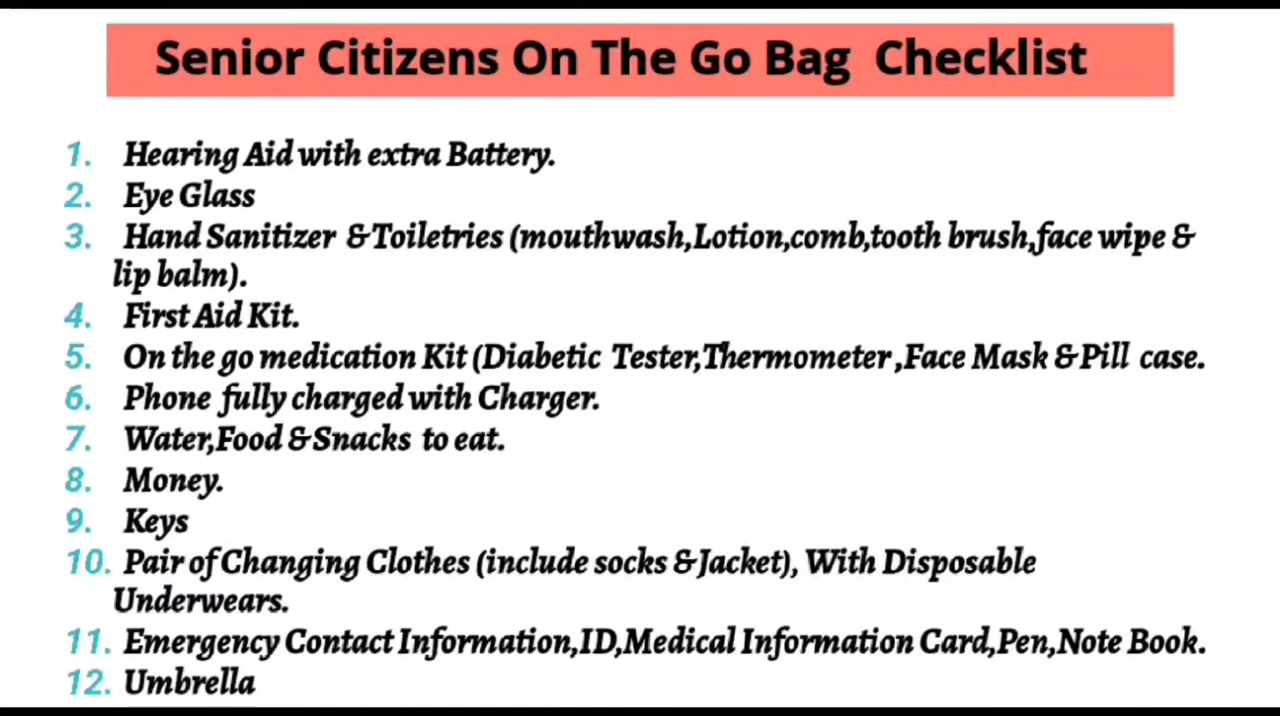 Senior Citizens On The Go Bag Checklist
1. Hearing Aid with extra Battery.
2. Eye Glass
3. Hand Sanitizer &Toiletries (mouthwash,Lotion,comb,tooth brush,face wipe &
lip balm).
4. First Aid Kit.
5. On the go medication Kit (Diabetic Tester,Thermometer ,Face Mask &Pill case.
6. Phone fully charged with Charger.
7. Water,Food &Snacks to eat.
8. Money.
9. Keys
10. Pair of Changing Clothes (include socks &Jacket), With Disposable
Underwears.
11. Emergency Contact Information,ID,Medical Information Card,Pen,Note Book.
12. Umbrella